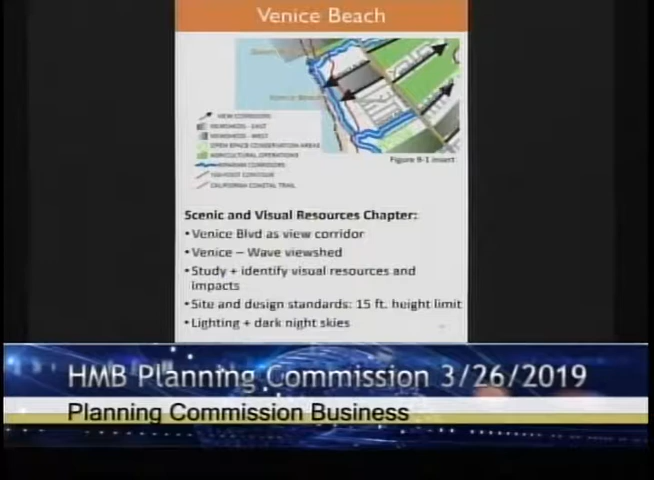 Venice Beach
VIEW CORRIDORS
VIEWSHEDS - EAST
VIEWSHEDS - WEST
OPEN SPACE CONSERVATION AREAS
AGRICULTURAL OPERATIONS
CORRIDORS
CONTOUR
CALIFORNIA COASTAL TRAIL
Figure 9-1 insert
Scenic and Visual Resources Chapter:
• Venice Blvd as view corridor
• Venice – Wave viewshed
• Study + identify visual resources and
impacts
• Site and design standards: 15 ft. height limit
• Lighting + dark night skies
HMB Planning Commission 3/26/2019
Planning Commission Business